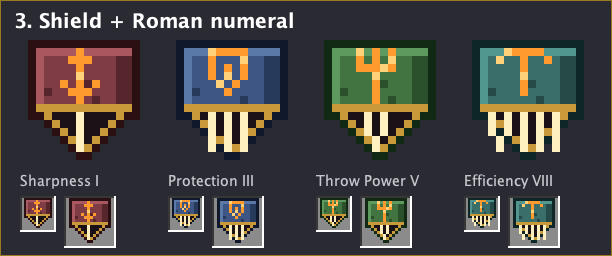 3. Shield + Roman numeral
Sharpness I
Protection III
Throw Power V
Efficiency VIII